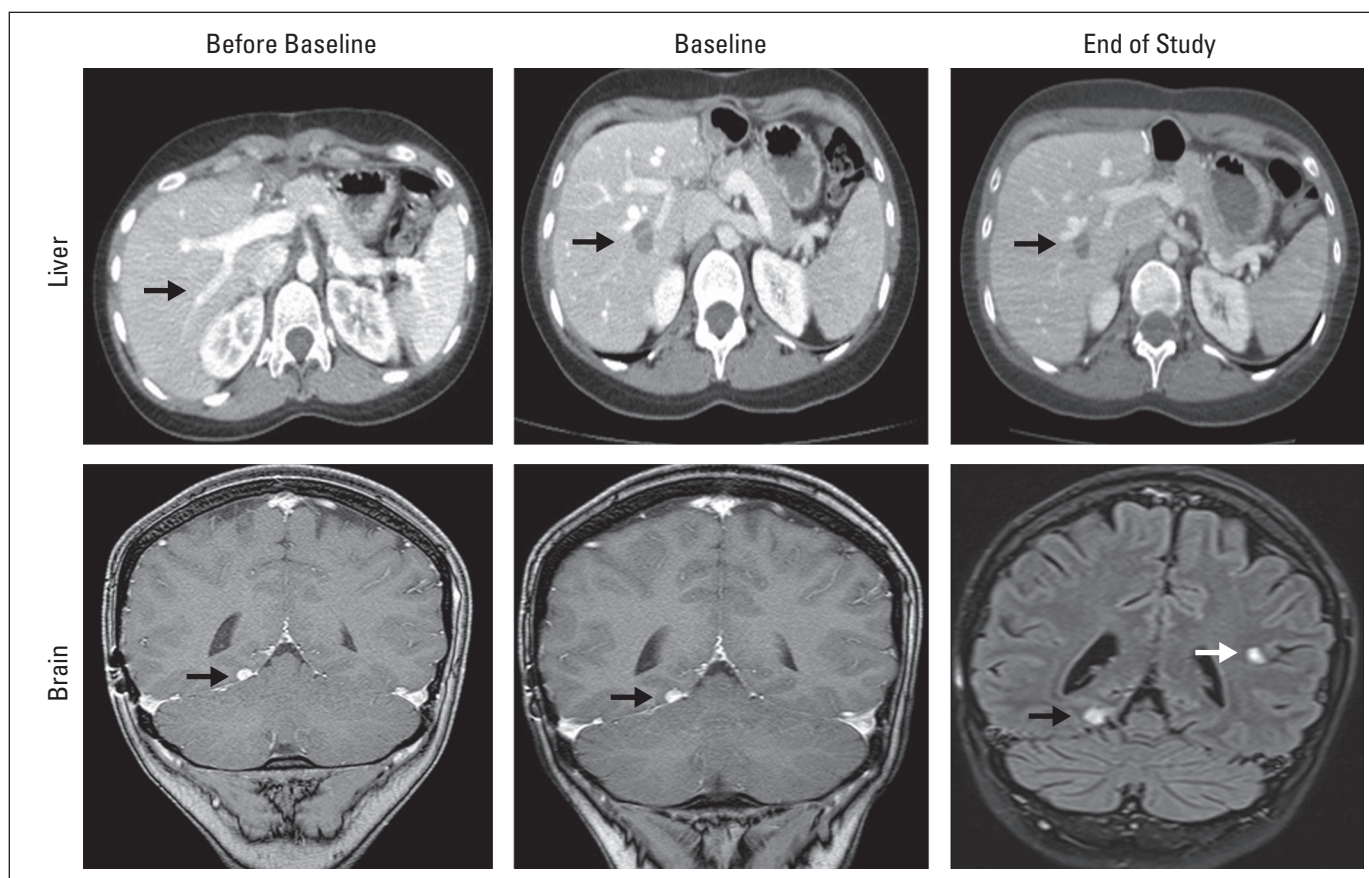 Before Baseline
Baseline
End of Study
Liver
Brain